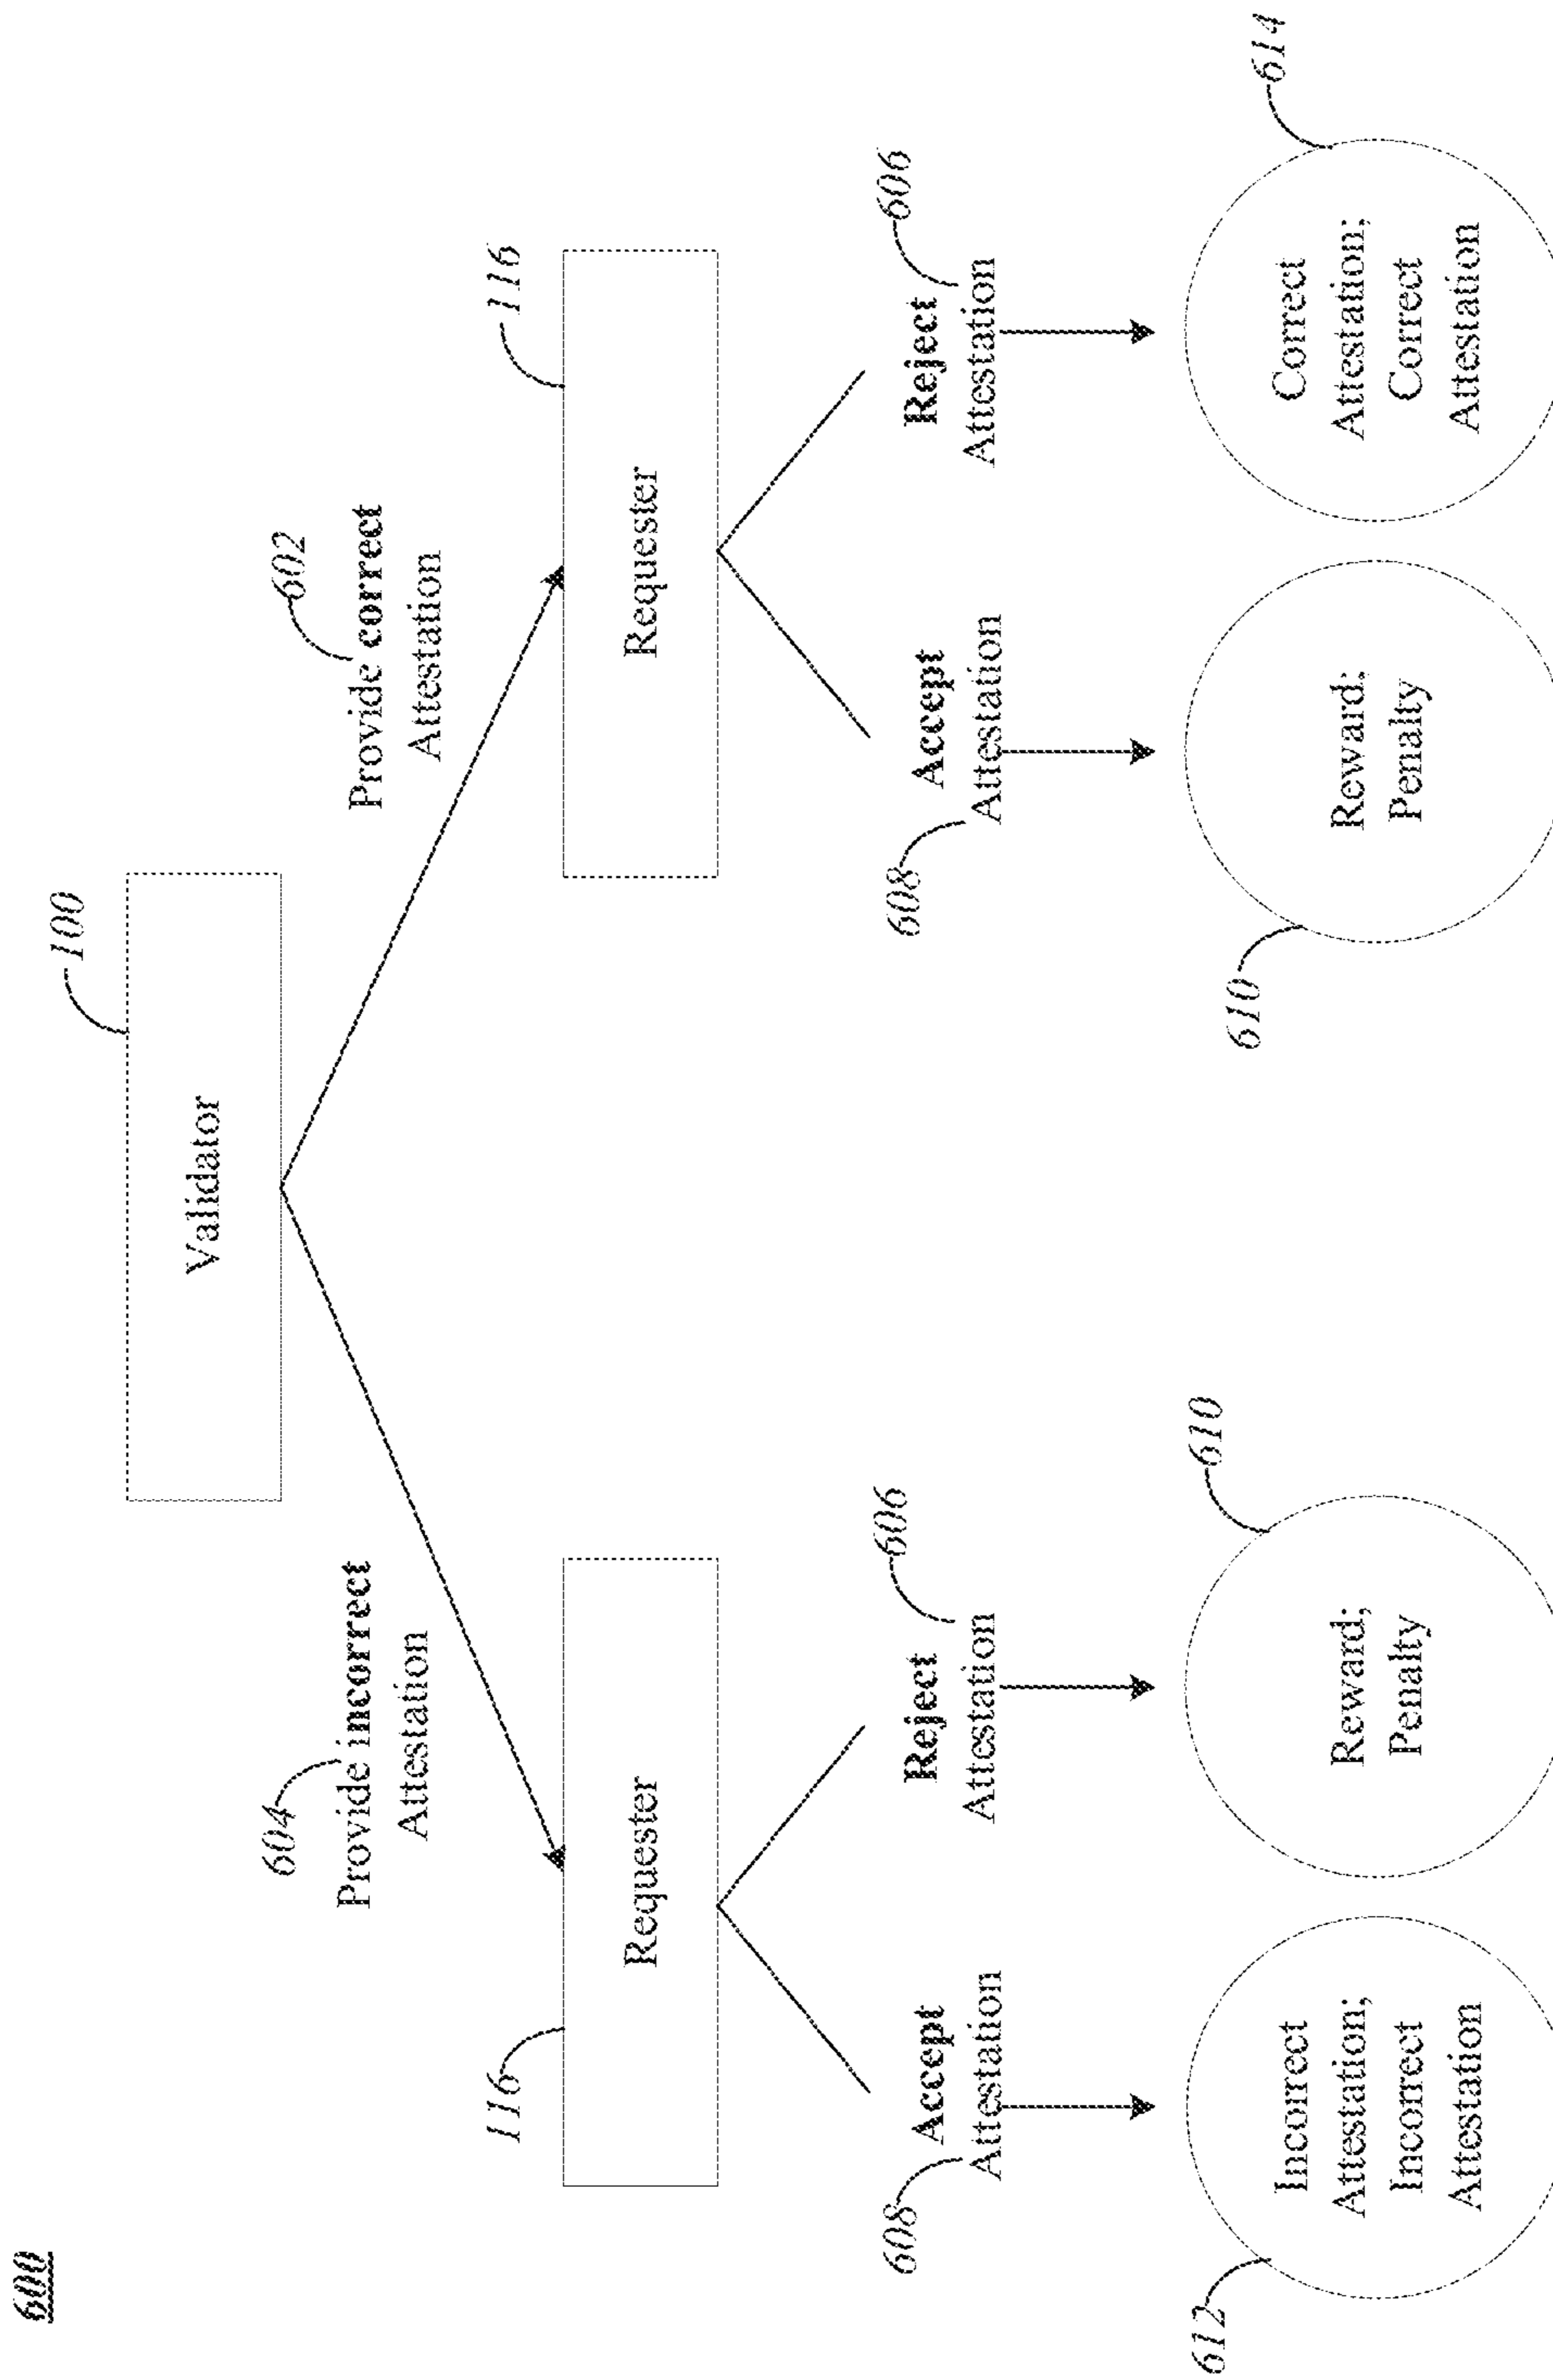 600
100
Validator
604
Provide incorrect
Attestation
602
Provide correct
Attestation
116
Requester
116
Requester
608
Accept
Attestation
606
Reject
Attestation
608
Accept
Attestation
606
Reject
Attestation
612
Incorrect
Attestation;
Incorrect
Attestation
610
Reward;
Penalty
610
Reward;
Penalty
614
Correct
Attestation;
Correct
Attestation